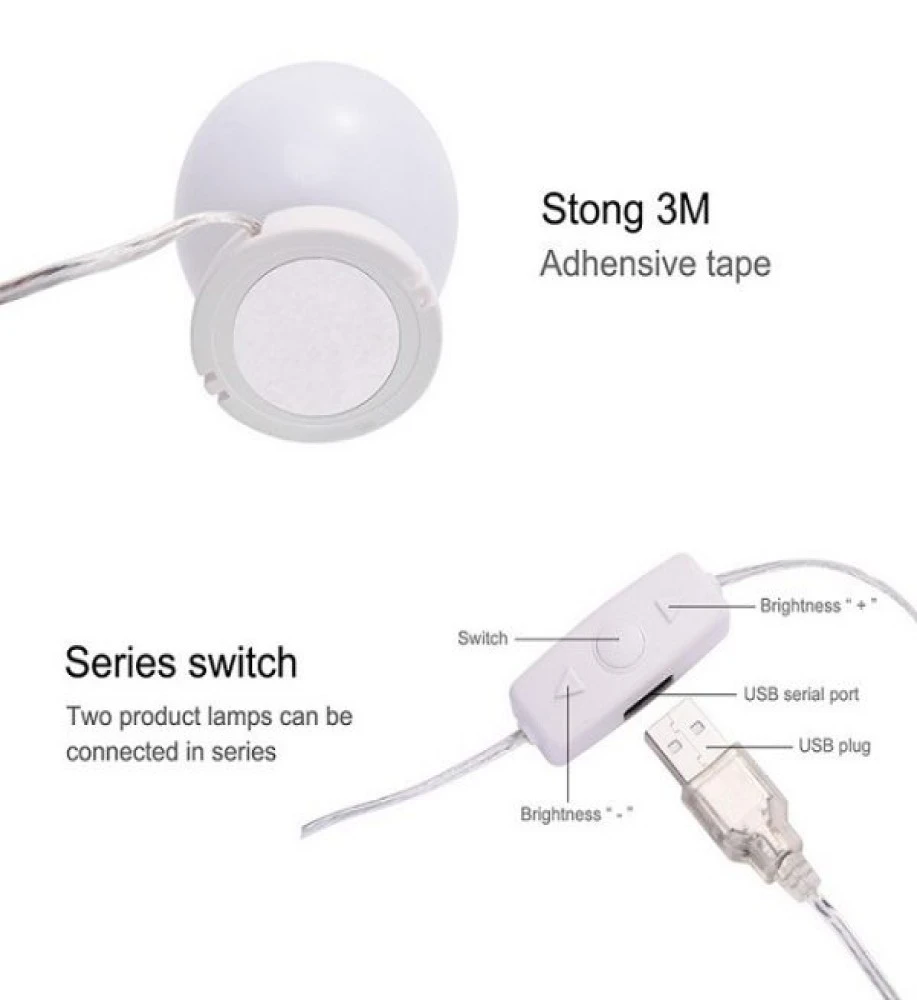 Stong 3M
Adhensive tape
Brightness “ + ”
Switch
Series switch
USB serial port
Two product lamps can be
connected in series
USB plug
Brightness “ - ”